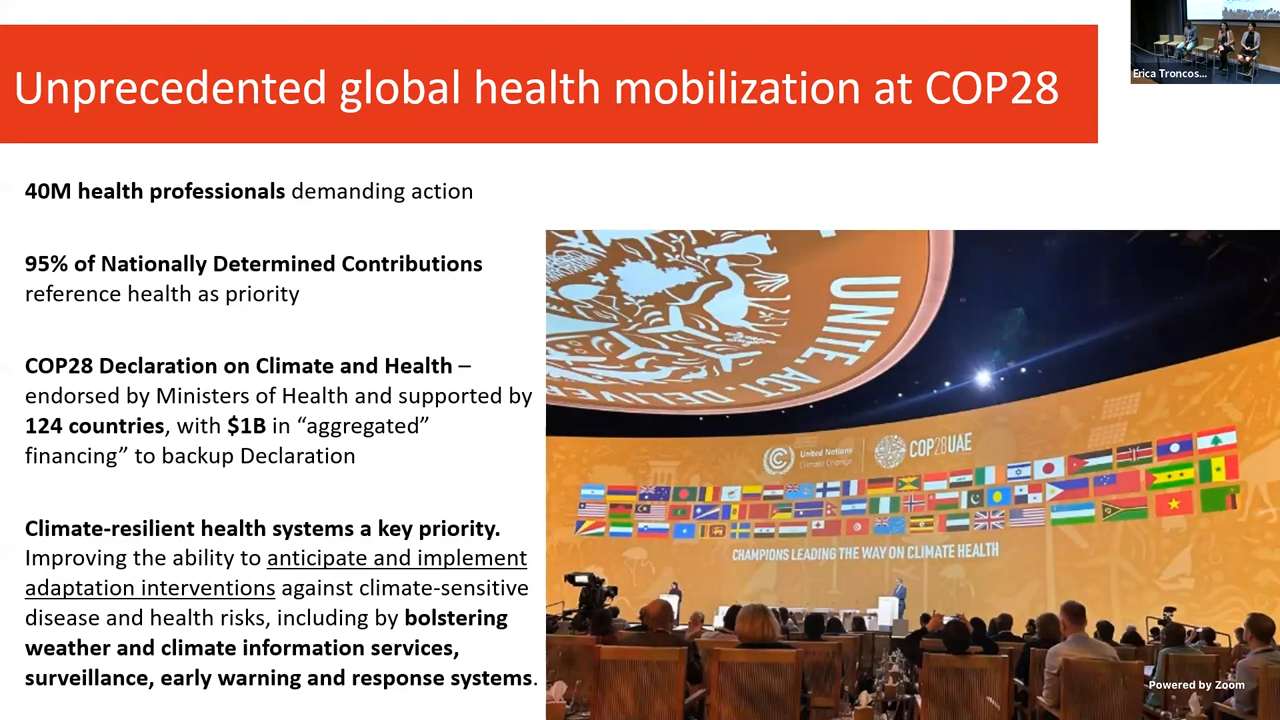 Unprecedented global health mobilization at COP28
Erica Troncos...
40M health professionals demanding action
95% of Nationally Determined Contributions
reference health as priority
COP28 Declaration on Climate and Health –
endorsed by Ministers of Health and supported by
124 countries, with $1B in “aggregated”
financing” to backup Declaration
Climate-resilient health systems a key priority.
Improving the ability to anticipate and implement
adaptation interventions against climate-sensitive
disease and health risks, including by bolstering
weather and climate information services,
surveillance, early warning and response systems.
UNITE. ACT. DELIVER.
United Nations
Climate Change
COP28UAE
CHAMPIONS LEADING THE WAY ON CLIMATE HEALTH
Powered by Zoom